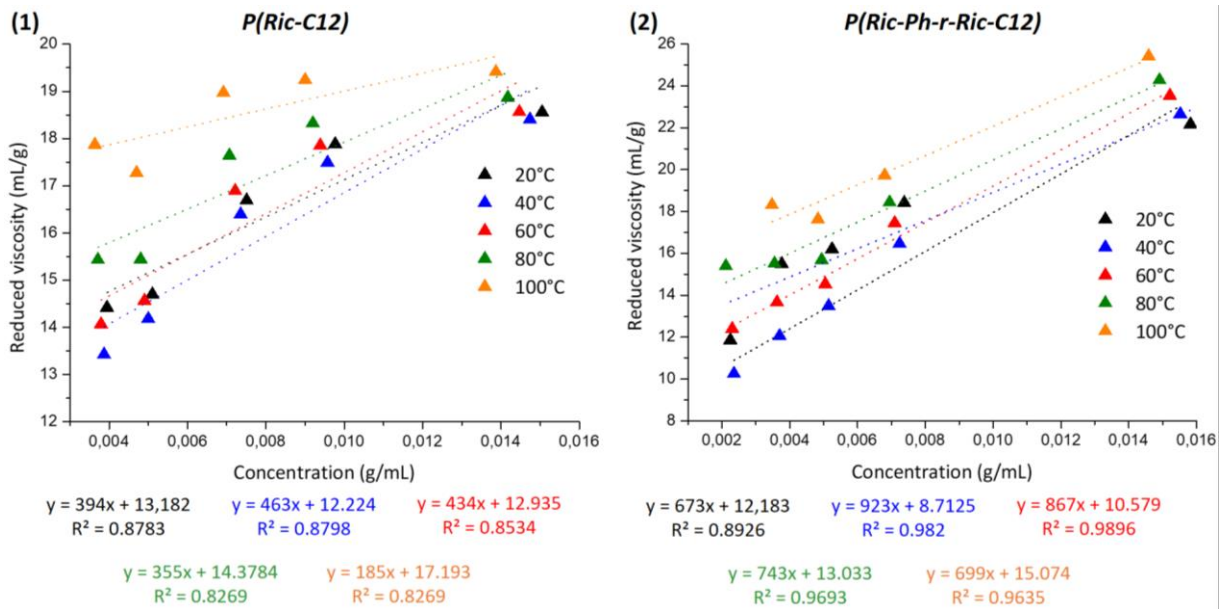 (1) P(Ric-C12)
20
19
18
17
16
15
14
13
12
Reduced viscosity (mL/g)
20°C
40°C
60°C
80°C
100°C
0,004 0,006 0,008 0,010 0,012 0,014 0,016
Concentration (g/mL)
y = 394x + 13,182
R² = 0.8783
y = 463x + 12.224
R² = 0.8798
y = 434x + 12.935
R² = 0.8534
y = 355x + 14.3784
R² = 0.8269
y = 185x + 17.193
R² = 0.8269
(2) P(Ric-Ph-r-Ric-C12)
26
24
22
20
18
16
14
12
10
8
Reduced viscosity (mL/g)
20°C
40°C
60°C
80°C
100°C
0,002 0,004 0,006 0,008 0,010 0,012 0,014 0,016
Concentration (g/mL)
y = 673x + 12,183
R² = 0.8926
y = 923x + 8.7125
R² = 0.982
y = 867x + 10.579
R² = 0.9896
y = 743x + 13.033
R² = 0.9693
y = 699x + 15.074
R² = 0.9635